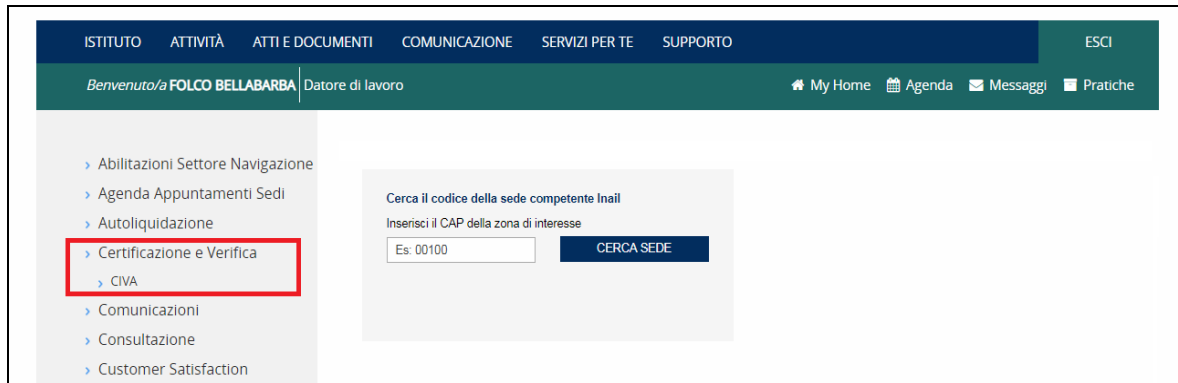 ISTITUTO ATTIVITÀ ATTI E DOCUMENTI COMUNICAZIONE SERVIZI PER TE SUPPORTO ESCI
Benvenuto/a FOLCO BELLABARBA Datore di lavoro My Home Agenda Messaggi Pratiche
Abilitazioni Settore Navigazione
Agenda Appuntamenti Sedi
Autoliquidazione
Certificazione e Verifica
CIVA
Comunicazioni
Consultazione
Customer Satisfaction
Cerca il codice della sede competente Inail
Inserisci il CAP della zona di interesse
Es: 00100 CERCA SEDE